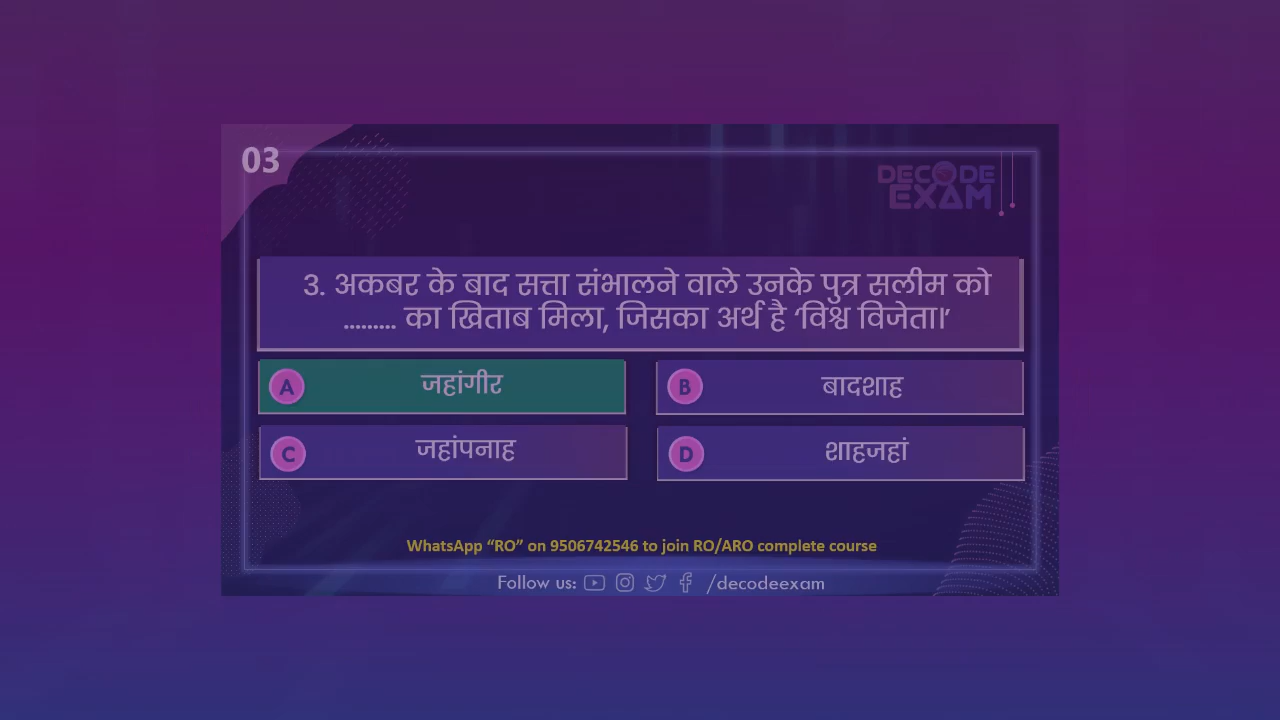 03
DECODE
EXAM
3. अकबर के बाद सत्ता संभालने वाले उनके पुत्र सलीम को
......... का खिताब मिला, जिसका अर्थ है ‘विश्व विजेता।’
A जहांगीर
B बादशाह
C जहांपनाह
D शाहजहां
WhatsApp “RO” on 9506742546 to join RO/ARO complete course
Follow us: /decodeexam